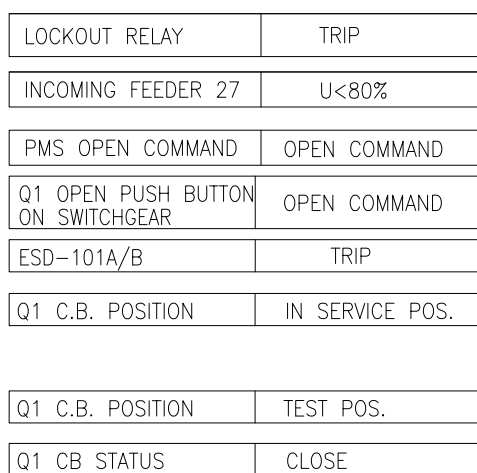 LOCKOUT RELAY TRIP
INCOMING FEEDER 27 U<80%
PMS OPEN COMMAND OPEN COMMAND
Q1 OPEN PUSH BUTTON
ON SWITCHGEAR OPEN COMMAND
ESD-101A/B TRIP
Q1 C.B. POSITION IN SERVICE POS.
Q1 C.B. POSITION TEST POS.
Q1 CB STATUS CLOSE